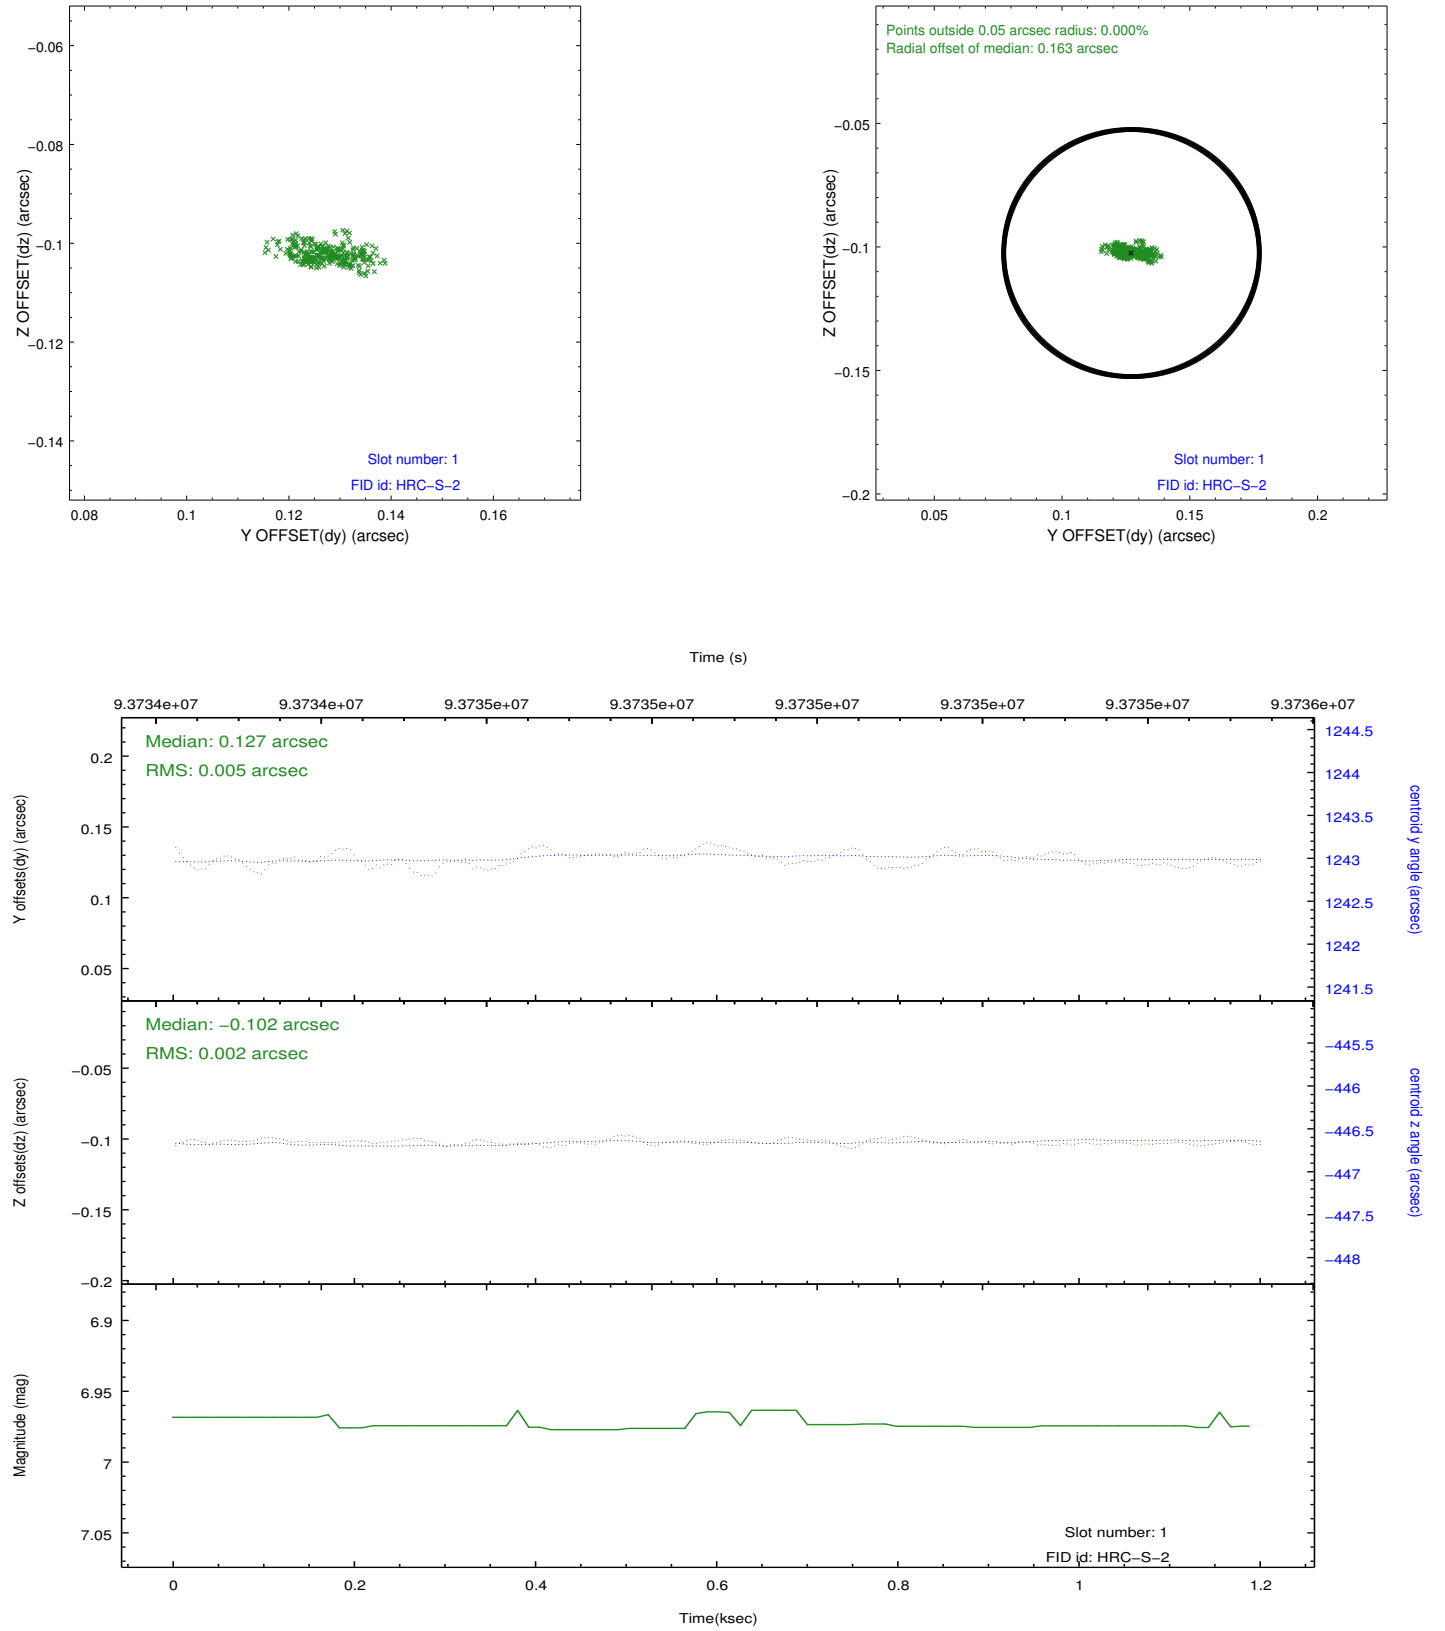 −0.06
−0.08
−0.1
−0.12
−0.14
Z OFFSET(dz) (arcsec)
Slot number: 1
FID id: HRC−S−2
0.08 0.1 0.12 0.14 0.16
Y OFFSET(dy) (arcsec)
Points outside 0.05 arcsec radius: 0.000%
Radial offset of median: 0.163 arcsec
−0.05
−0.1
−0.15
−0.2
Z OFFSET(dz) (arcsec)
Slot number: 1
FID id: HRC−S−2
0.05 0.1 0.15 0.2
Y OFFSET(dy) (arcsec)
Time (s)
9.3734e+07 9.3734e+07 9.3735e+07 9.3735e+07 9.3735e+07 9.3735e+07 9.3735e+07 9.3736e+07
Median: 0.127 arcsec
RMS: 0.005 arcsec
0.2
0.15
0.1
0.05
Y offsets(dy) (arcsec)
1244.5
1244
1243.5
1243
1242.5
1242
1241.5
centroid y angle (arcsec)
Median: −0.102 arcsec
RMS: 0.002 arcsec
−0.05
−0.1
−0.15
−0.2
Z offsets(dz) (arcsec)
−445.5
−446
−446.5
−447
−447.5
−448
centroid z angle (arcsec)
6.9
6.95
7
7.05
Magnitude (mag)
Slot number: 1
FID id: HRC−S−2
0 0.2 0.4 0.6 0.8 1 1.2
Time(ksec)